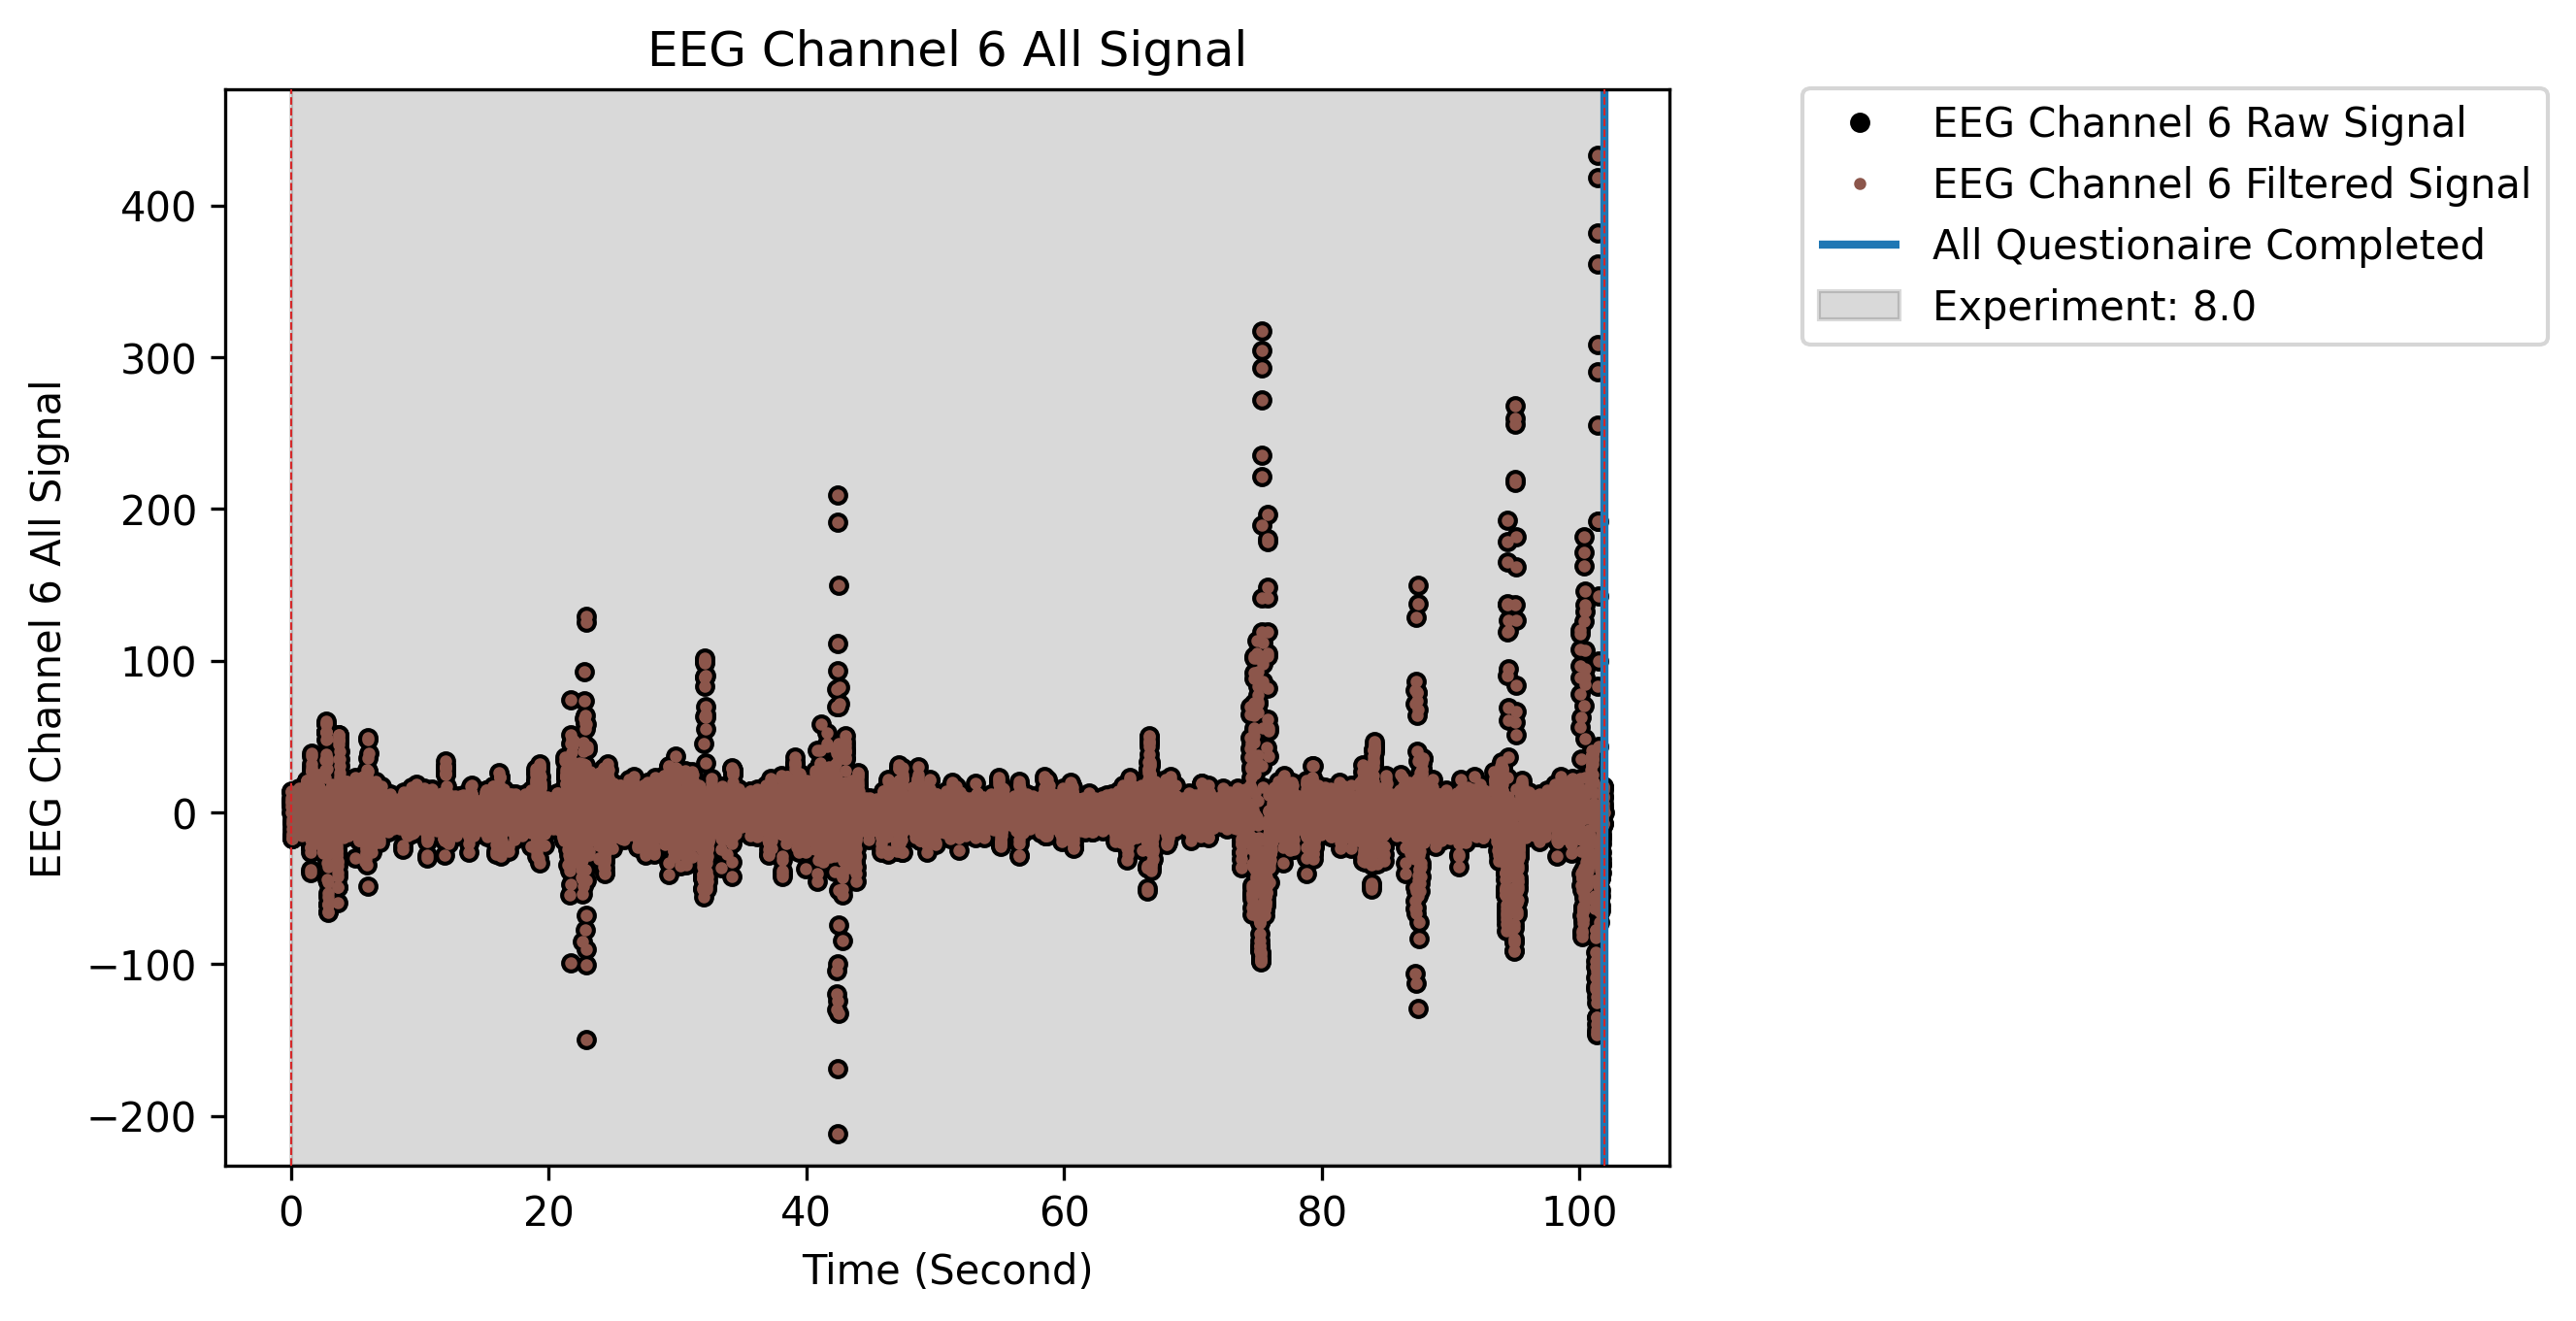 EEG Channel 6 All Signal
EEG Channel 6 Raw Signal
EEG Channel 6 Filtered Signal
All Questionaire Completed
Experiment: 8.0
EEG Channel 6 All Signal
400
300
200
100
0
−100
−200
0 20 40 60 80 100
Time (Second)